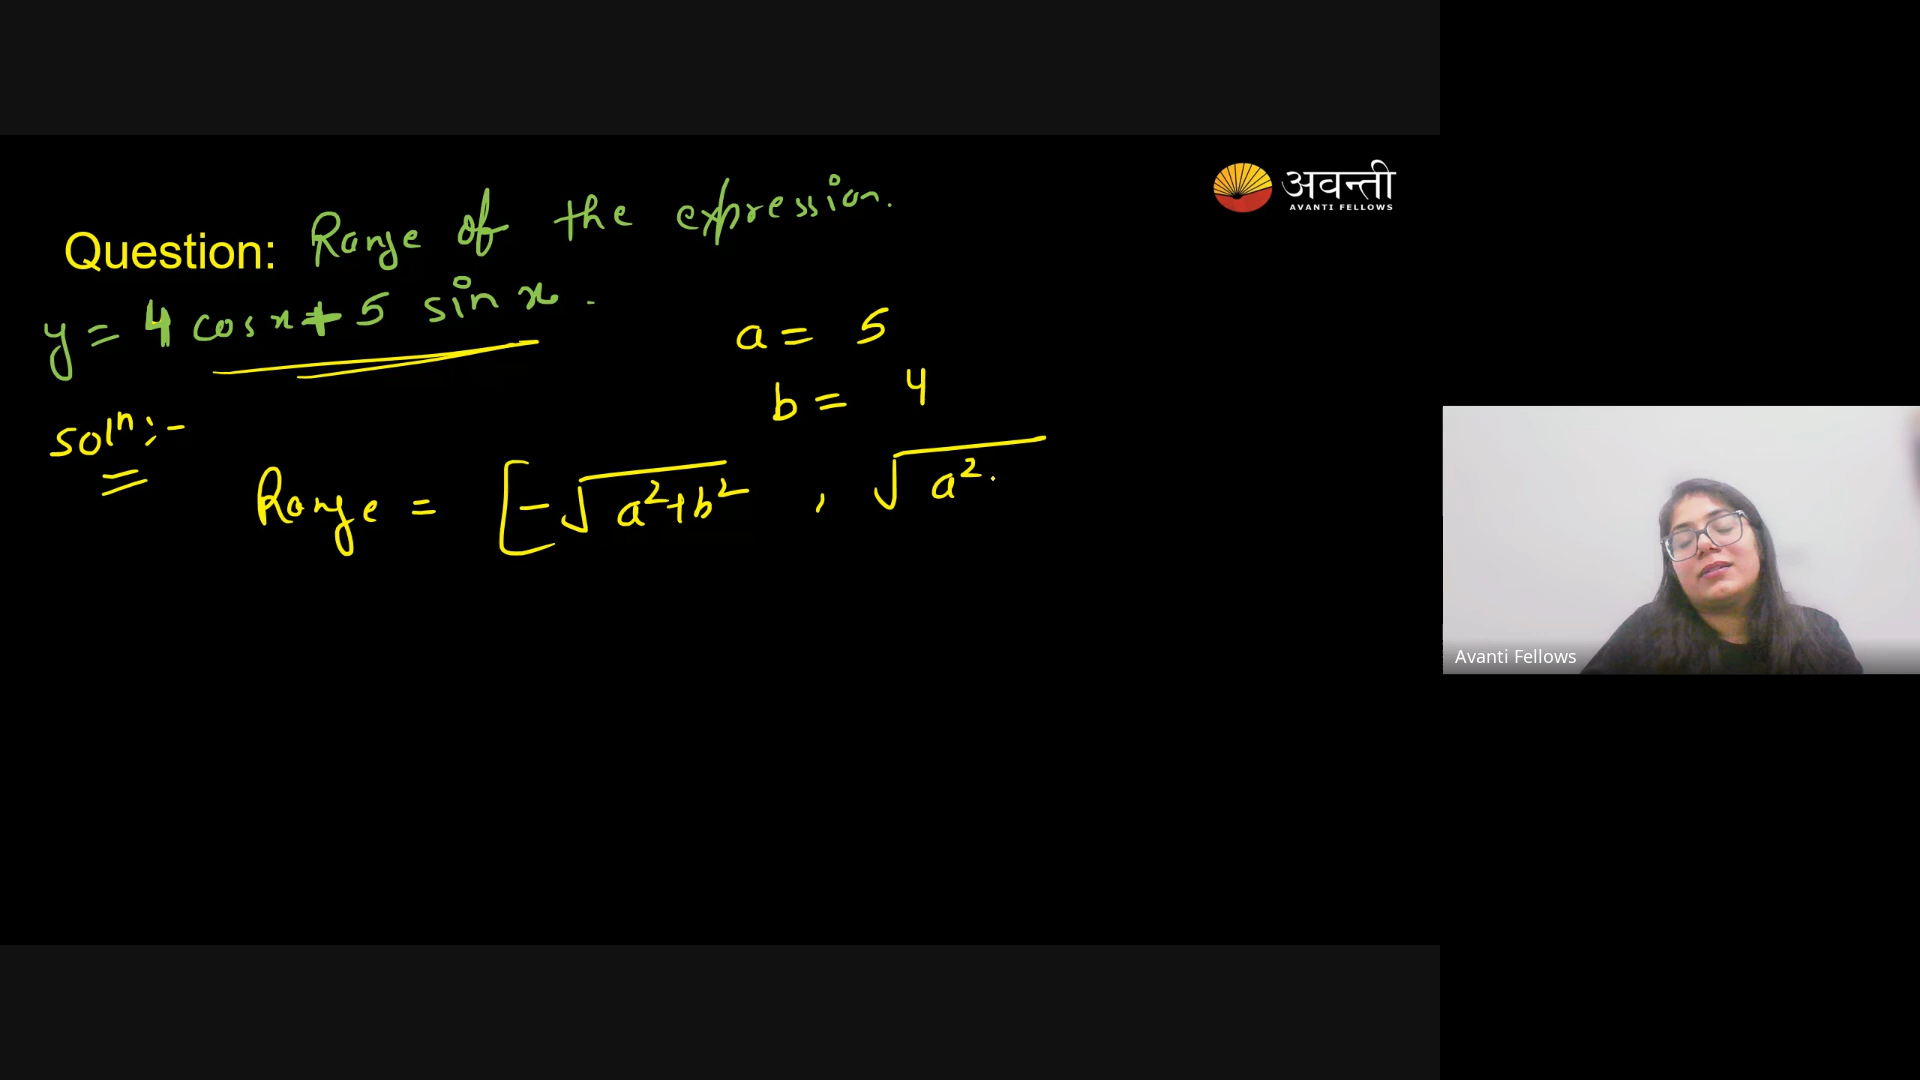 अवन्ती
AVANTI FELLOWS
Question: Range of the expression.
y = 4 cos x + 5 sin x .
a = 5
b = 4
Solⁿ :-
Range = [-√a²+b² , √a².
Avanti Fellows